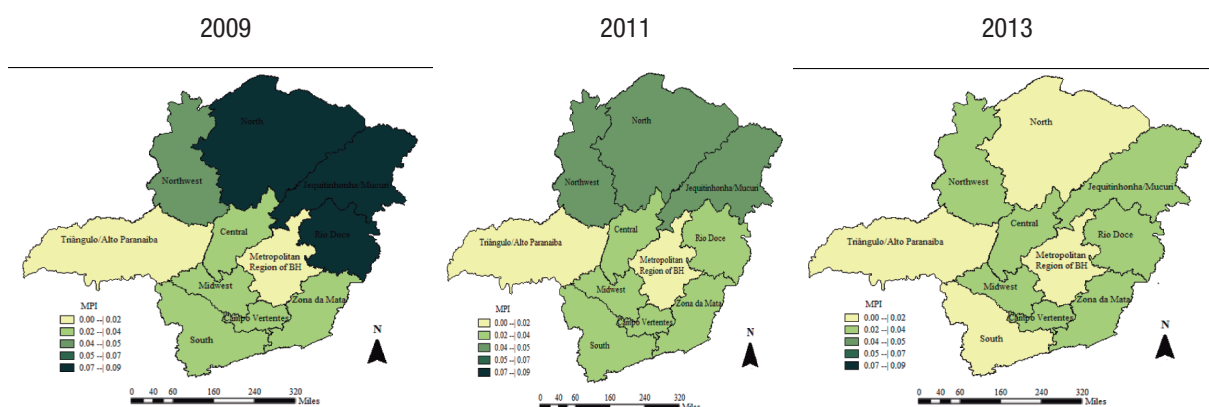 2009
North
Northwest
Jequitinhonha/Mucuri
Central
Rio Doce
Triângulo/Alto Paranaiba
Metropolitan
Region of BH
Midwest
Zona da Mata
Campo Vertentes
South
MPI
0.00 --| 0.02
0.02 --| 0.04
0.04 --| 0.05
0.05 --| 0.07
0.07 --| 0.09
N
0 40 60 160 240 320
Miles
2011
North
Northwest
Jequitinhonha/Mucuri
Central
Rio Doce
Triângulo/Alto Paranaiba
Metropolitan
Region of BH
Midwest
Zona da Mata
Campo Vertentes
South
MPI
0.00 --| 0.02
0.02 --| 0.04
0.04 --| 0.05
0.05 --| 0.07
0.07 --| 0.09
N
0 20 40 60 160 240 320
Miles
2013
North
Northwest
Jequitinhonha/Mucuri
Central
Rio Doce
Triângulo/Alto Paranaiba
Metropolitan
Region of BH
Midwest
Zona da Mata
Campo Vertentes
South
MPI
0.00 --| 0.02
0.02 --| 0.04
0.04 --| 0.05
0.05 --| 0.07
0.07 --| 0.09
N
0 20 40 60 160 240 320
Miles